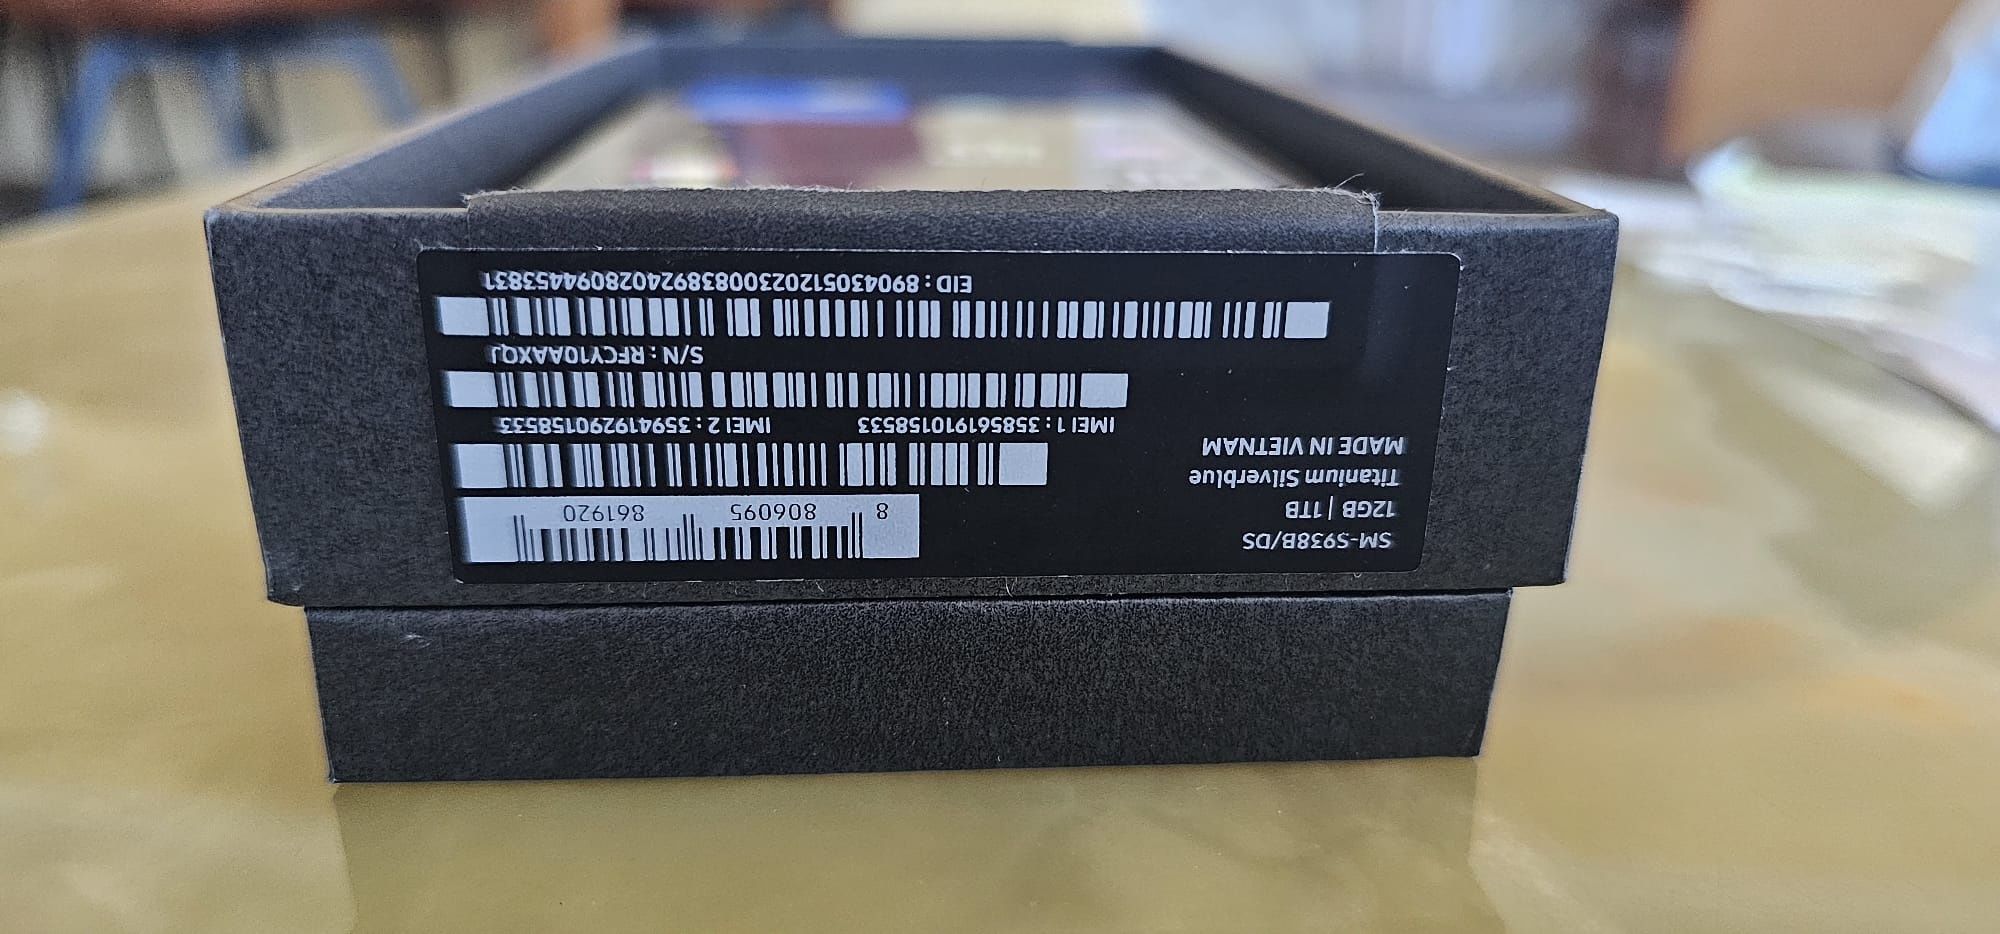 SM-S938B/DS
12GB | 1TB
Titanium Silverblue
MADE IN VIETNAM
8 806095 861920
IMEI 1 : 358561910158533 IMEI 2 : 359419290158533
S/N : RFCY10AAXQJ
EID : 89043051202300838924028094453831